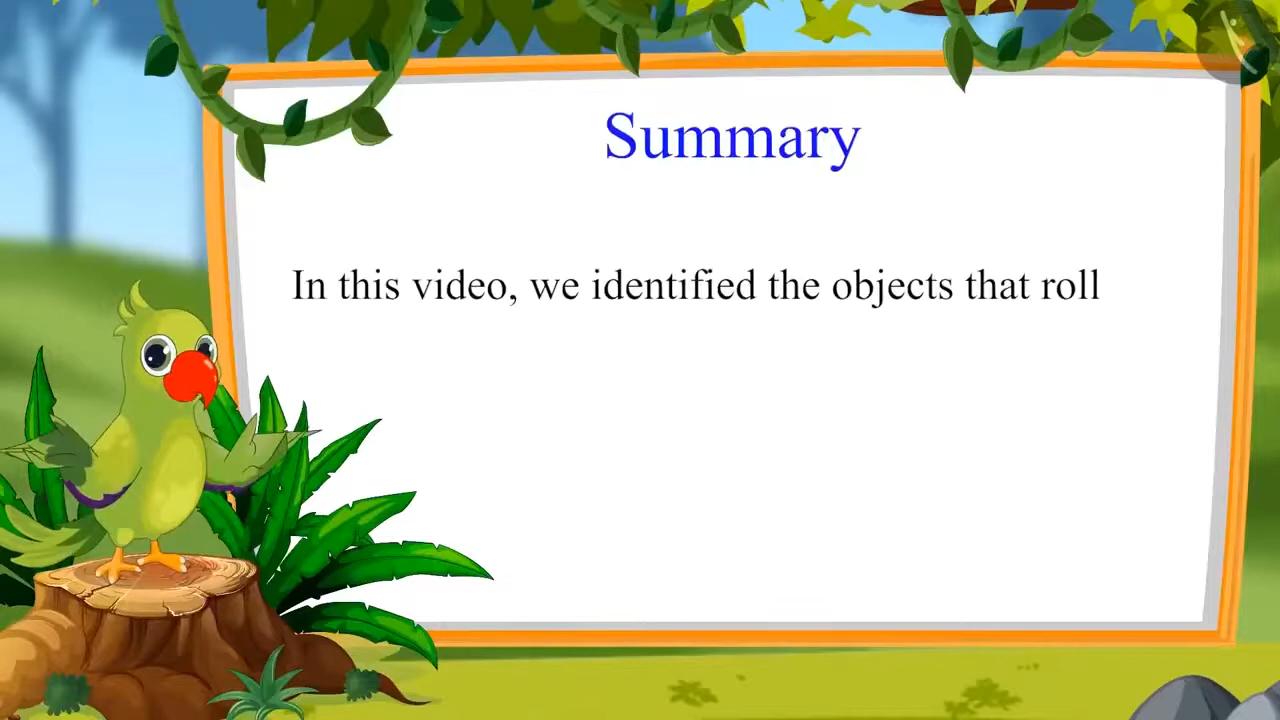 Summary
In this video, we identified the objects that roll